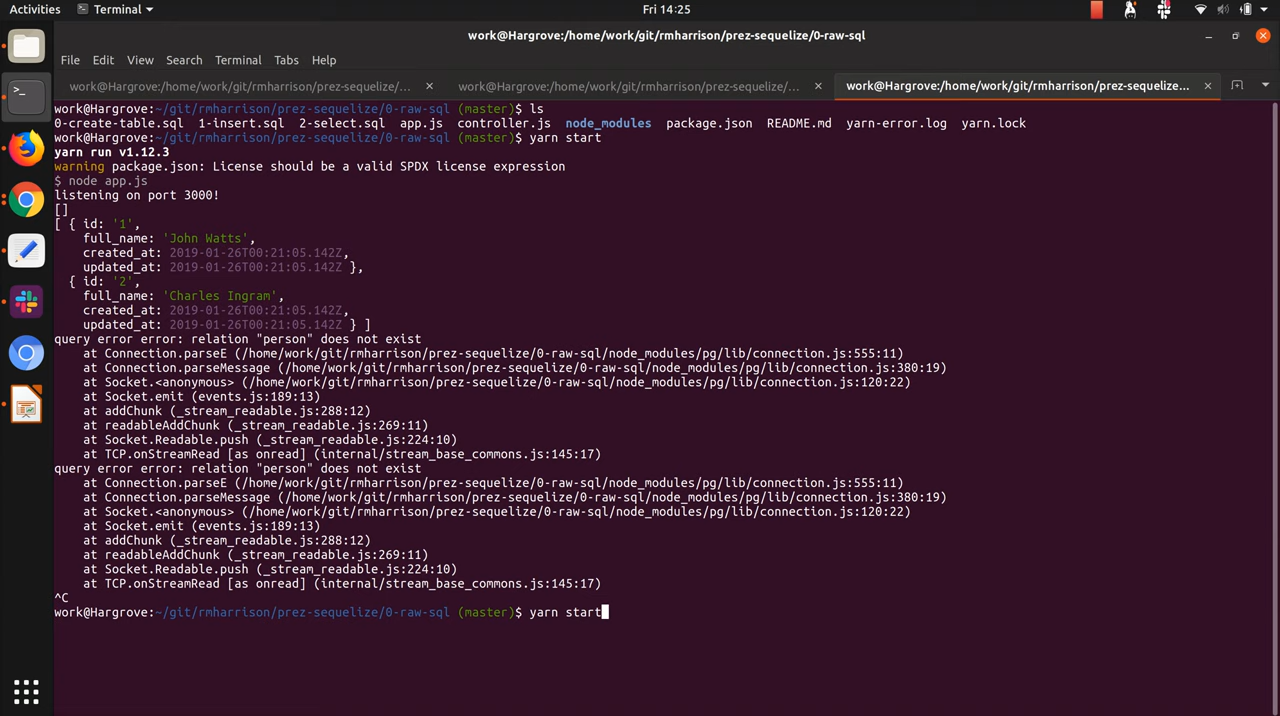 Activities Terminal Fri 14:25
work@Hargrove:/home/work/git/rmharrison/prez-sequelize/0-raw-sql
File Edit View Search Terminal Tabs Help
work@Hargrove:/home/work/git/rmharrison/prez-sequelize/... work@Hargrove:/home/work/git/rmharrison/prez-sequelize/... work@Hargrove:/home/work/git/rmharrison/prez-sequelize...
work@Hargrove:~/git/rmharrison/prez-sequelize/0-raw-sql (master)$ ls
0-create-table.sql 1-insert.sql 2-select.sql app.js controller.js node_modules package.json README.md yarn-error.log yarn.lock
work@Hargrove:~/git/rmharrison/prez-sequelize/0-raw-sql (master)$ yarn start
yarn run v1.12.3
warning package.json: License should be a valid SPDX license expression
$ node app.js
listening on port 3000!
[]
[ { id: '1',
full_name: 'John Watts',
created_at: 2019-01-26T00:21:05.142Z,
updated_at: 2019-01-26T00:21:05.142Z },
{ id: '2',
full_name: 'Charles Ingram',
created_at: 2019-01-26T00:21:05.142Z,
updated_at: 2019-01-26T00:21:05.142Z } ]
query error error: relation "person" does not exist
at Connection.parseE (/home/work/git/rmharrison/prez-sequelize/0-raw-sql/node_modules/pg/lib/connection.js:555:11)
at Connection.parseMessage (/home/work/git/rmharrison/prez-sequelize/0-raw-sql/node_modules/pg/lib/connection.js:380:19)
at Socket.<anonymous> (/home/work/git/rmharrison/prez-sequelize/0-raw-sql/node_modules/pg/lib/connection.js:120:22)
at Socket.emit (events.js:189:13)
at addChunk (_stream_readable.js:288:12)
at readableAddChunk (_stream_readable.js:269:11)
at Socket.Readable.push (_stream_readable.js:224:10)
at TCP.onStreamRead [as onread] (internal/stream_base_commons.js:145:17)
query error error: relation "person" does not exist
at Connection.parseE (/home/work/git/rmharrison/prez-sequelize/0-raw-sql/node_modules/pg/lib/connection.js:555:11)
at Connection.parseMessage (/home/work/git/rmharrison/prez-sequelize/0-raw-sql/node_modules/pg/lib/connection.js:380:19)
at Socket.<anonymous> (/home/work/git/rmharrison/prez-sequelize/0-raw-sql/node_modules/pg/lib/connection.js:120:22)
at Socket.emit (events.js:189:13)
at addChunk (_stream_readable.js:288:12)
at readableAddChunk (_stream_readable.js:269:11)
at Socket.Readable.push (_stream_readable.js:224:10)
at TCP.onStreamRead [as onread] (internal/stream_base_commons.js:145:17)
^C
work@Hargrove:~/git/rmharrison/prez-sequelize/0-raw-sql (master)$ yarn start